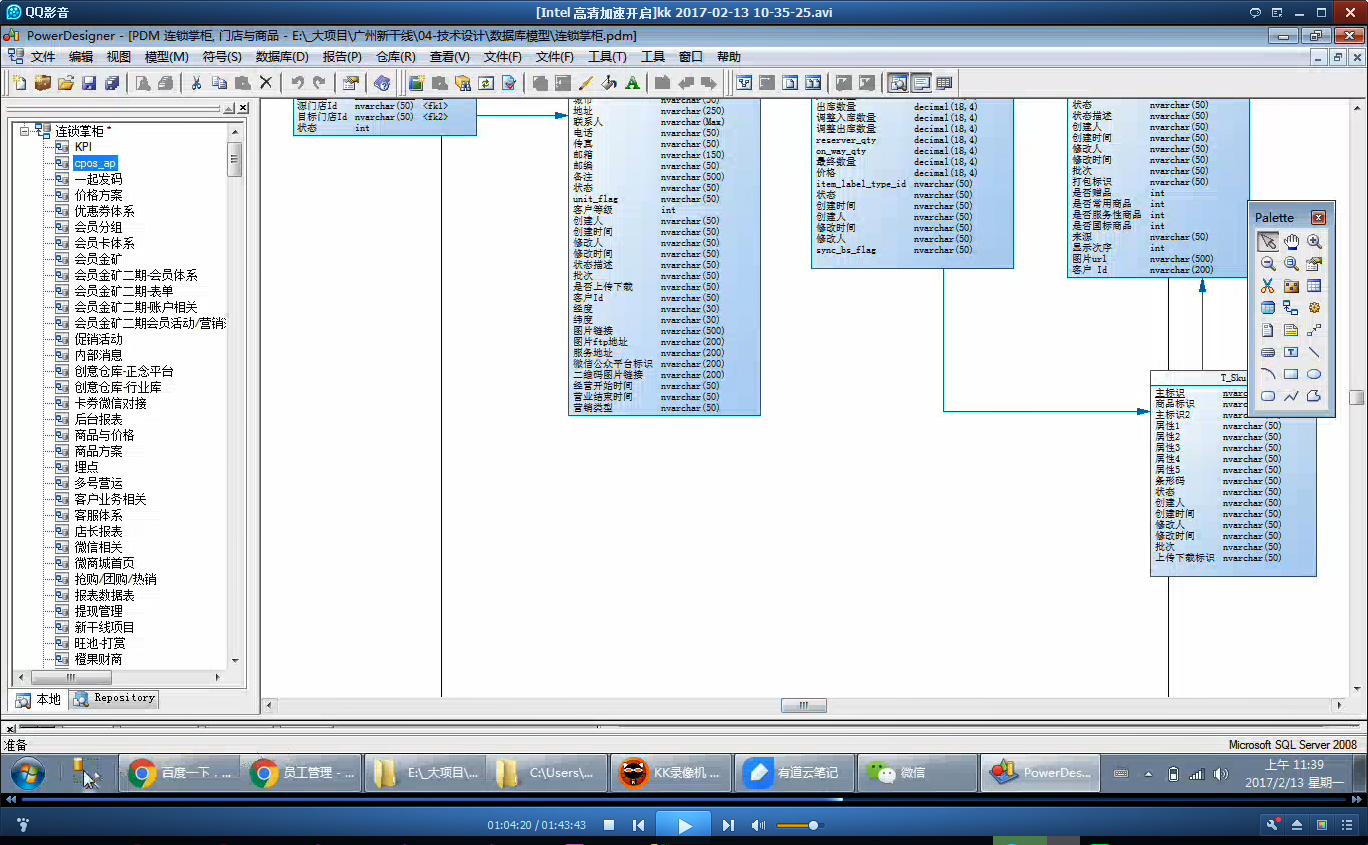 QQ影音
[Intel 高清加速开启]kk 2017-02-13 10-35-25.avi
PowerDesigner - [PDM 连锁掌柜, 门店与商品 - E:\_大项目\广州新干线\04-技术设计\数据库模型\连锁掌柜.pdm]
文件 编辑 视图 模型(M) 符号(S) 数据库(D) 报告(P) 仓库(R) 查看(V) 文件(F) 文件(F) 工具(T) 工具 窗口 帮助
连锁掌柜 *
KPI
cpos_ap
一起发码
价格方案
优惠券体系
会员分组
会员卡体系
会员金矿
会员金矿二期-会员体系
会员金矿二期-表单
会员金矿二期-账户相关
会员金矿二期会员活动/营销
促销活动
内部消息
创意仓库-正念平台
创意仓库-行业库
卡券微信对接
后台报表
商品与价格
商品方案
埋点
多号营运
客户业务相关
客服体系
店长报表
微信相关
微商城首页
抢购/团购/热销
报表数据表
提现管理
新干线项目
旺池-打赏
橙果财商
本地 Repository
源门店Id nvarchar(50) <fk1>
目标门店Id nvarchar(50) <fk2>
状态 int
城市 nvarchar(50)
地址 nvarchar(250)
联系人 nvarchar(Max)
电话 nvarchar(50)
传真 nvarchar(50)
邮箱 nvarchar(150)
邮编 nvarchar(50)
备注 nvarchar(500)
状态 nvarchar(50)
unit_flag nvarchar(50)
客户等级 int
创建人 nvarchar(50)
创建时间 nvarchar(50)
修改人 nvarchar(50)
修改时间 nvarchar(50)
状态描述 nvarchar(50)
批次 nvarchar(50)
是否上传下载 nvarchar(50)
客户Id nvarchar(50)
经度 nvarchar(30)
纬度 nvarchar(30)
图片链接 nvarchar(500)
图片ftp地址 nvarchar(200)
服务地址 nvarchar(200)
微信公众平台标识 nvarchar(200)
二维码图片链接 nvarchar(200)
经营开始时间 nvarchar(50)
营业结束时间 nvarchar(50)
营销类型 nvarchar(50)
出库数量 decimal(18,4)
调整入库数量 decimal(18,4)
调整出库数量 decimal(18,4)
reserver_qty decimal(18,4)
on_way_qty decimal(18,4)
最终数量 decimal(18,4)
价格 decimal(18,4)
item_label_type_id nvarchar(50)
状态 nvarchar(50)
创建时间 nvarchar(50)
创建人 nvarchar(50)
修改时间 nvarchar(50)
修改人 nvarchar(50)
sync_bs_flag nvarchar(50)
状态 nvarchar(50)
状态描述 nvarchar(50)
创建人 nvarchar(50)
创建时间 nvarchar(50)
修改人 nvarchar(50)
修改时间 nvarchar(50)
批次 nvarchar(50)
打包标识 nvarchar(50)
是否赠品 int
是否常用商品 int
是否服务性商品 int
是否国标商品 int
来源 nvarchar(50)
显示次序 int
图片url nvarchar(500)
客户 Id nvarchar(200)
Palette
T_Sku
主标识 nvarc
商品标识 nvarc
主标识2 nvarc
属性1 nvarchar(50)
属性2 nvarchar(50)
属性3 nvarchar(50)
属性4 nvarchar(50)
属性5 nvarchar(50)
条形码 nvarchar(50)
状态 nvarchar(50)
创建人 nvarchar(50)
创建时间 nvarchar(50)
修改人 nvarchar(50)
修改时间 nvarchar(50)
批次 nvarchar(50)
上传下载标识 nvarchar(50)
准备
Microsoft SQL Server 2008
百度一下，... 员工管理 - ... E:\_大项目\... C:\Users\... KK录像机 ... 有道云笔记 微信 PowerDes...
上午 11:39
2017/2/13 星期一
01:04:20 / 01:43:43